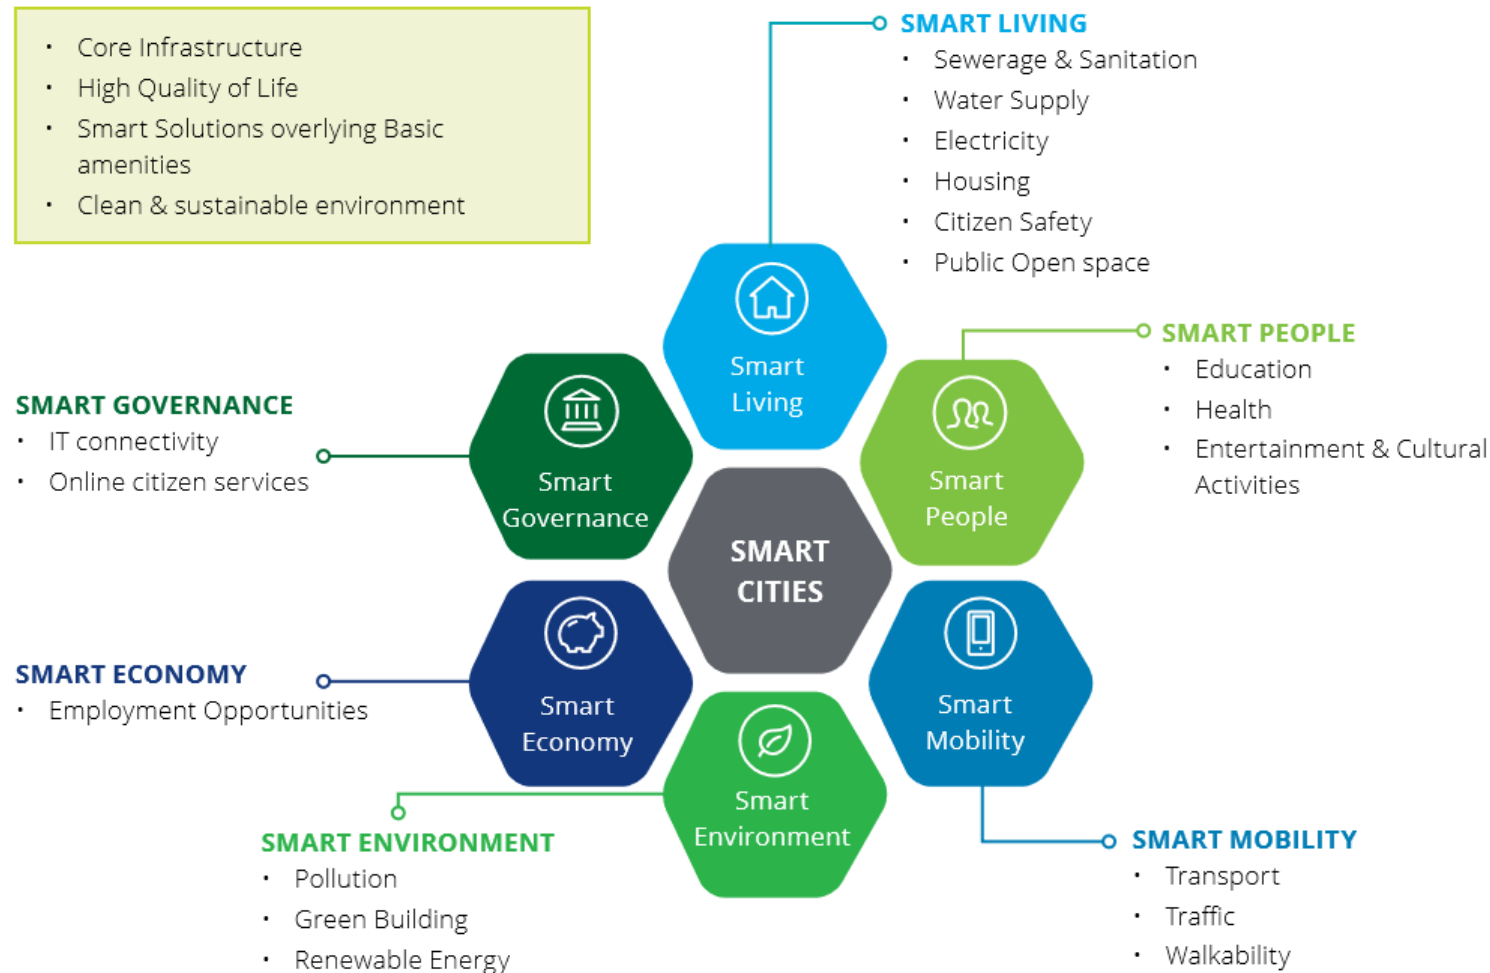 • Core Infrastructure
• High Quality of Life
• Smart Solutions overlying Basic
amenities
• Clean & sustainable environment
SMART LIVING
• Sewerage & Sanitation
• Water Supply
• Electricity
• Housing
• Citizen Safety
• Public Open space
SMART PEOPLE
• Education
• Health
• Entertainment & Cultural
Activities
SMART GOVERNANCE
• IT connectivity
• Online citizen services
Smart
Living
Smart
Governance
Smart
People
SMART
CITIES
SMART ECONOMY
• Employment Opportunities
Smart
Economy
Smart
Mobility
Smart
Environment
SMART ENVIRONMENT
• Pollution
• Green Building
• Renewable Energy
SMART MOBILITY
• Transport
• Traffic
• Walkability